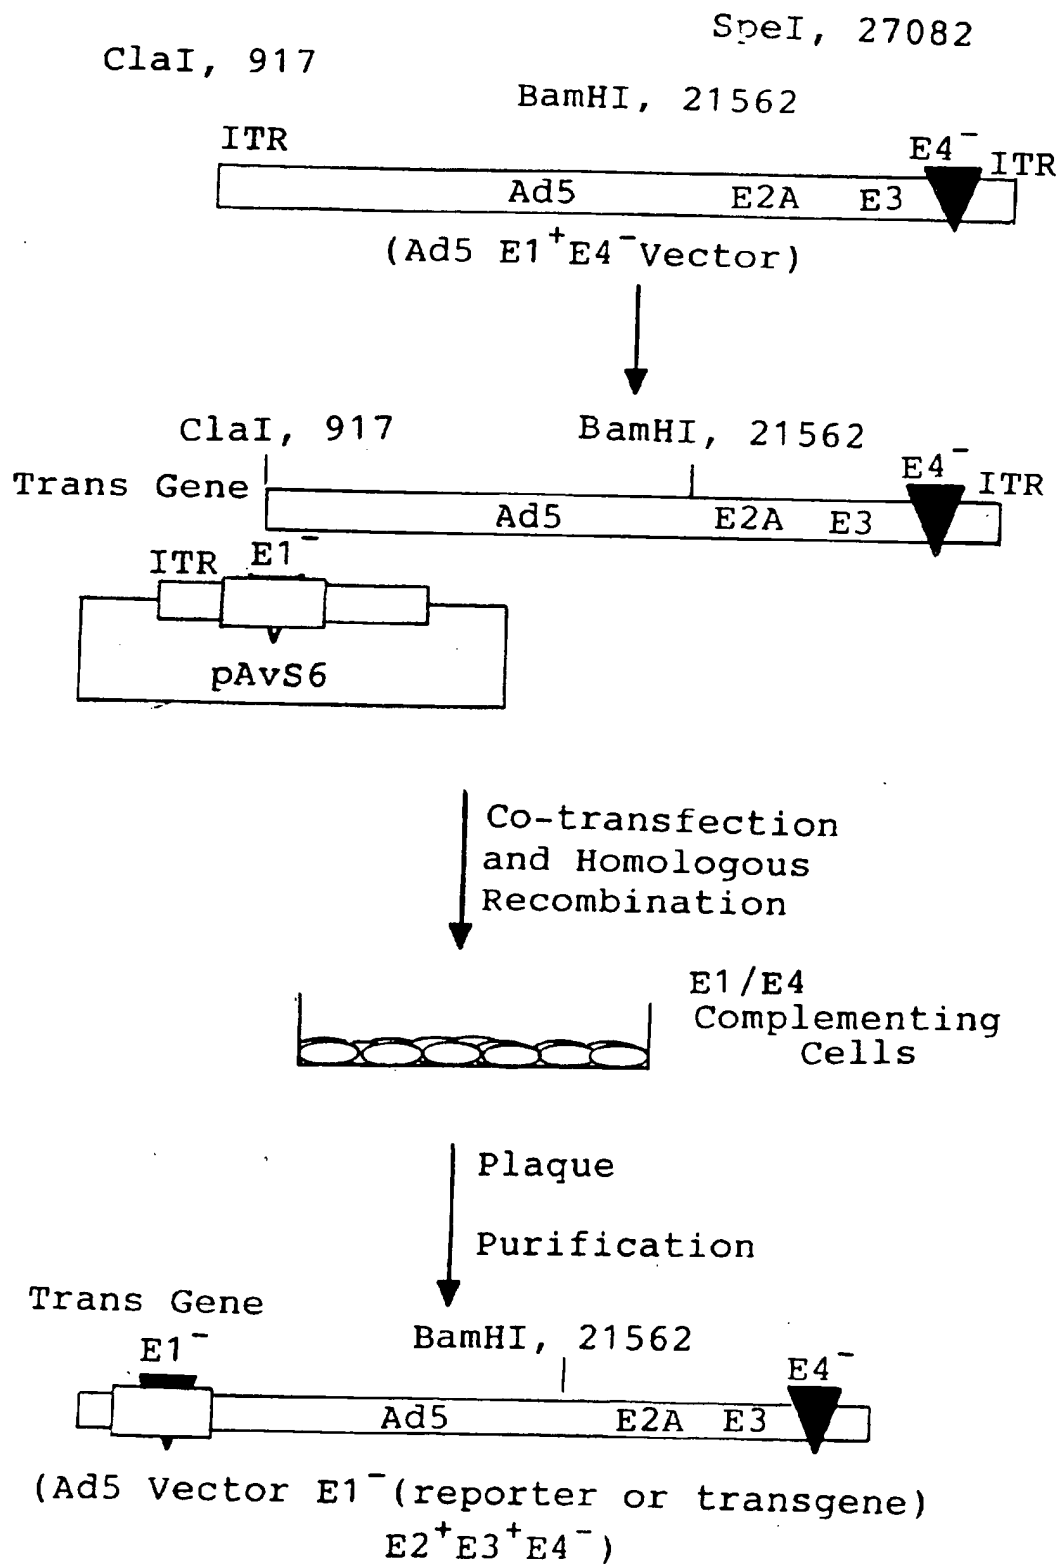 SpeI, 27082
ClaI, 917
BamHI, 21562
ITR
E4⁻
ITR
Ad5 E2A E3
(Ad5 E1⁺E4⁻Vector)
ClaI, 917
BamHI, 21562
Trans Gene
E4⁻
ITR
Ad5 E2A E3
ITR
E1⁻
pAvS6
Co-transfection
and Homologous
Recombination
E1/E4
Complementing
Cells
Plaque
Purification
Trans Gene
BamHI, 21562
E1⁻
E4⁻
Ad5 E2A E3
(Ad5 Vector E1⁻(reporter or transgene)
E2⁺E3⁺E4⁻)